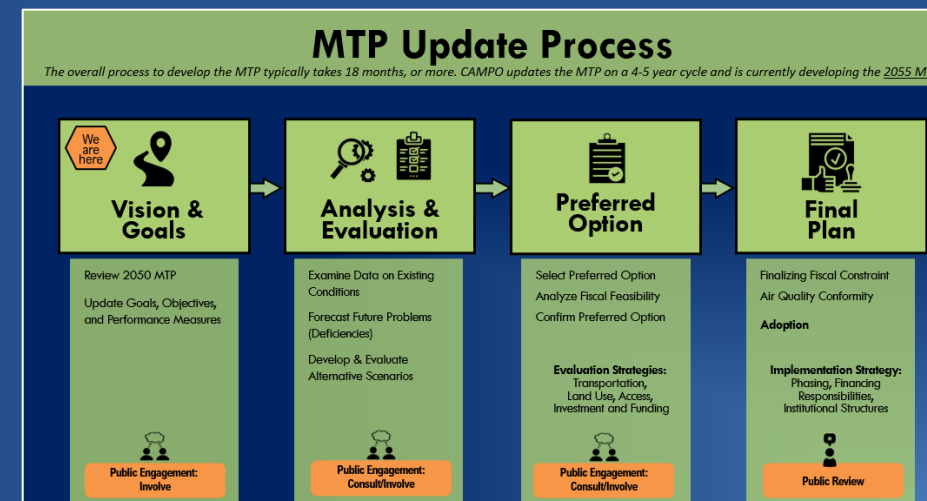 MTP Update Process
The overall process to develop the MTP typically takes 18 months, or more. CAMPO updates the MTP on a 4-5 year cycle and is currently developing the 2055 M
We
are
here
Vision &
Goals
Review 2050 MTP
Update Goals, Objectives,
and Performance Measures
Public Engagement:
Involve
Analysis &
Evaluation
Examine Data on Existing
Conditions
Forecast Future Problems
(Deficiencies)
Develop & Evaluate
Alternative Scenarios
Public Engagement:
Consult/Involve
Preferred
Option
Select Preferred Option
Analyze Fiscal Feasibility
Confirm Preferred Option
Evaluation Strategies:
Transportation,
Land Use, Access,
Investment and Funding
Public Engagement:
Consult/Involve
Final
Plan
Finalizing Fiscal Constraint
Air Quality Conformity
Adoption
Implementation Strategy:
Phasing, Financing
Responsibilities,
Institutional Structures
Public Review